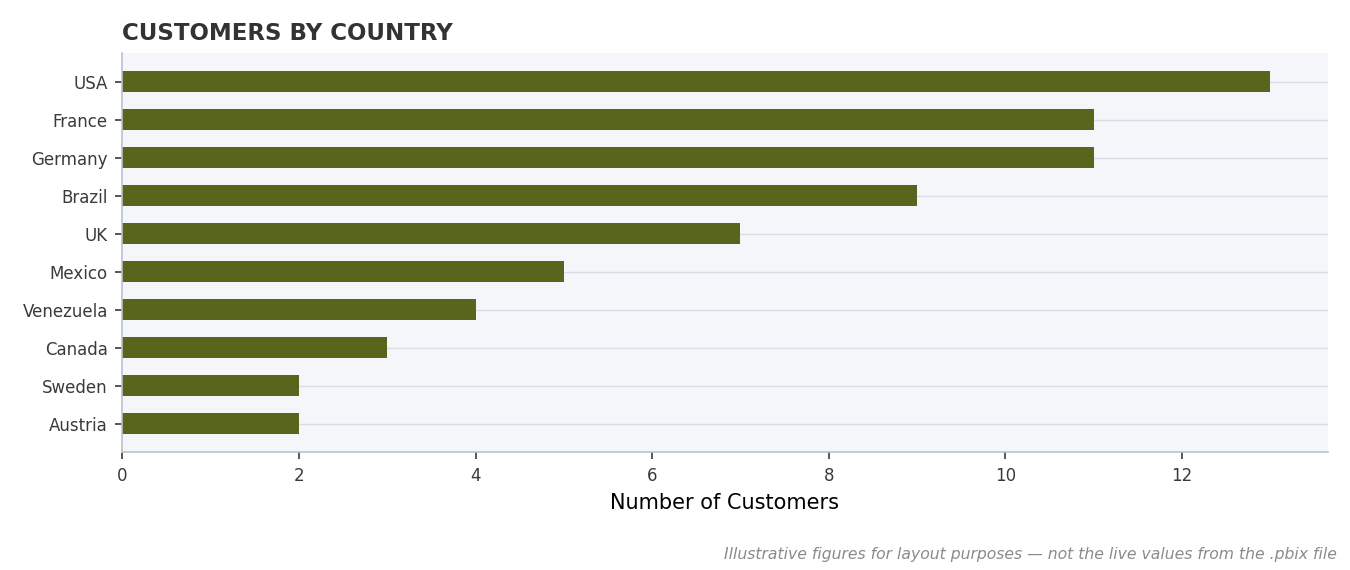 CUSTOMERS BY COUNTRY
USA
France
Germany
Brazil
UK
Mexico
Venezuela
Canada
Sweden
Austria
0 2 4 6 8 10 12
Number of Customers
Illustrative figures for layout purposes — not the live values from the .pbix file